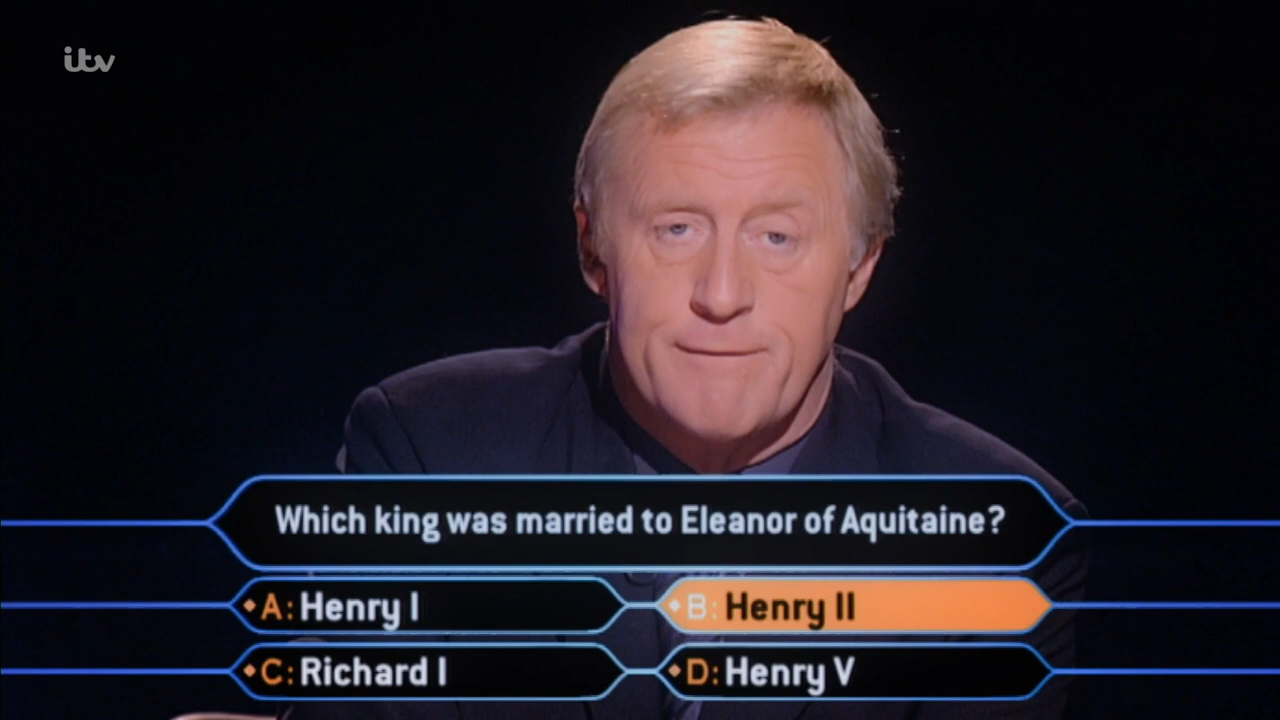 itv
Which king was married to Eleanor of Aquitaine?
A: Henry I
B: Henry II
C: Richard I
D: Henry V